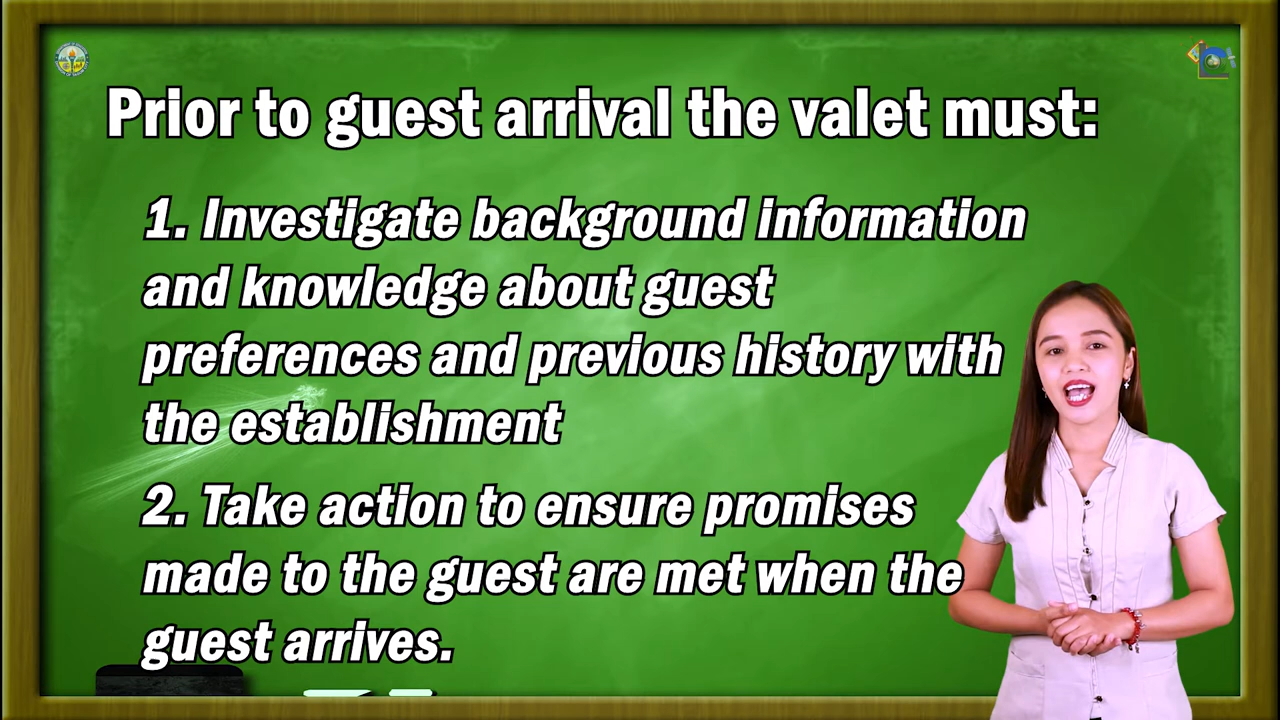 Prior to guest arrival the valet must:
1. Investigate background information
and knowledge about guest
preferences and previous history with
the establishment
2. Take action to ensure promises
made to the guest are met when the
guest arrives.